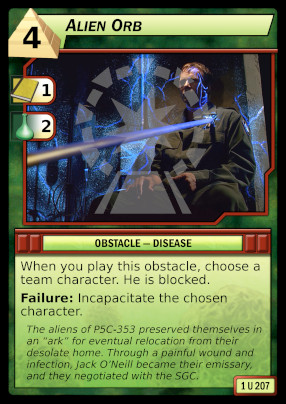 4
ALIEN ORB
1
2
OBSTACLE — DISEASE
When you play this obstacle, choose a
team character. He is blocked.
Failure: Incapacitate the chosen
character.
The aliens of P5C-353 preserved themselves in
an “ark” for eventual relocation from their
desolate home. Through a painful wound and
infection, Jack O’Neill became their emissary,
and they negotiated with the SGC.
1 U 207